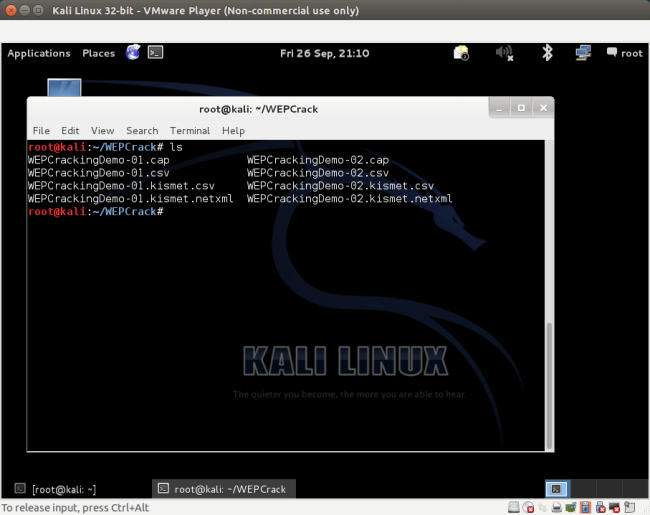 Kali Linux 32-bit - VMware Player (Non-commercial use only)
Applications Places Fri 26 Sep, 21:10 root
root@kali: ~/WEPCrack
File Edit View Search Terminal Help
root@kali:~/WEPCrack# ls
WEPCrackingDemo-01.cap WEPCrackingDemo-02.cap
WEPCrackingDemo-01.csv WEPCrackingDemo-02.csv
WEPCrackingDemo-01.kismet.csv WEPCrackingDemo-02.kismet.csv
WEPCrackingDemo-01.kismet.netxml WEPCrackingDemo-02.kismet.netxml
root@kali:~/WEPCrack#
KALI LINUX
The quieter you become, the more you are able to hear.
[root@kali: ~] root@kali: ~/WEPCrack
To release input, press Ctrl+Alt